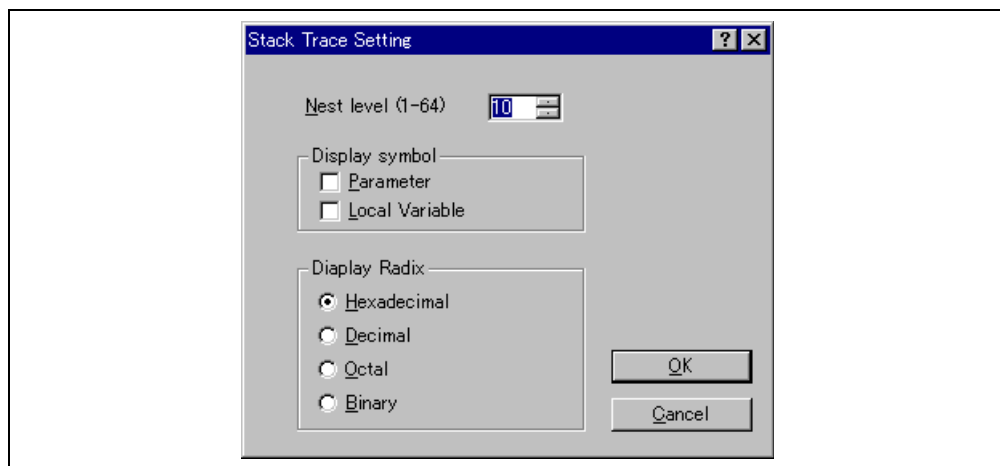 Stack Trace Setting
Nest level (1-64) 10
Display symbol
Parameter
Local Variable
Diaplay Radix
Hexadecimal
Decimal
Octal
Binary
OK
Cancel